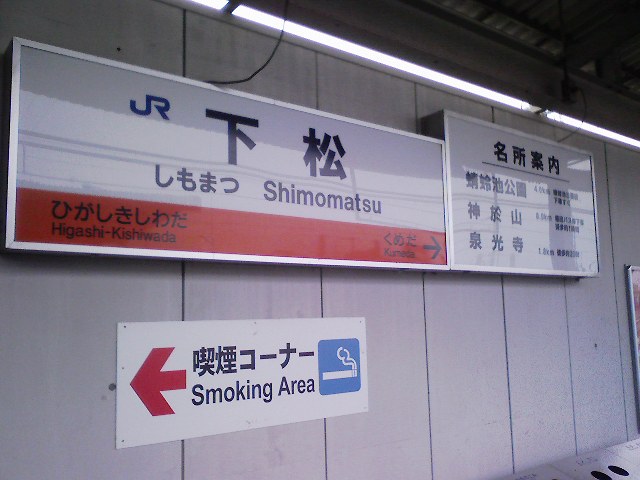 JR 下松
しもまつ Shimomatsu
ひがしきしわだ
Higashi-Kishiwada
くめだ
Kumeda
名所案内
蜻蛉池公園
神於山
泉光寺
喫煙コーナー
Smoking Area